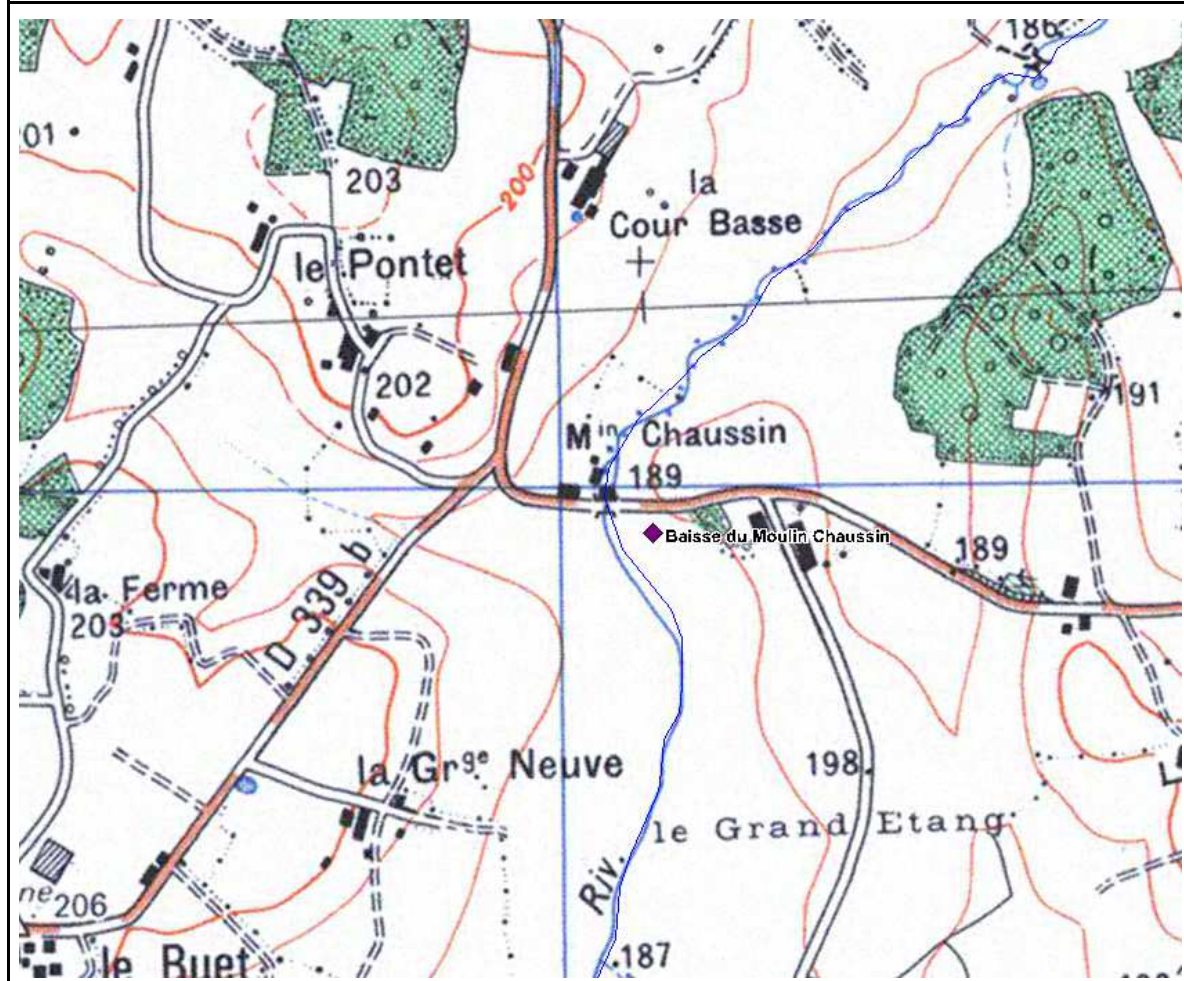 186
la
01
203
200
la
Cour Basse
le Pontet
202
191
Min Chaussin
189
Baisse du Moulin Chaussin
189
la Ferme
203
D 339 b
la Grge Neuve
198
le Grand Etang
Riv.
ne
206
187
le Buet